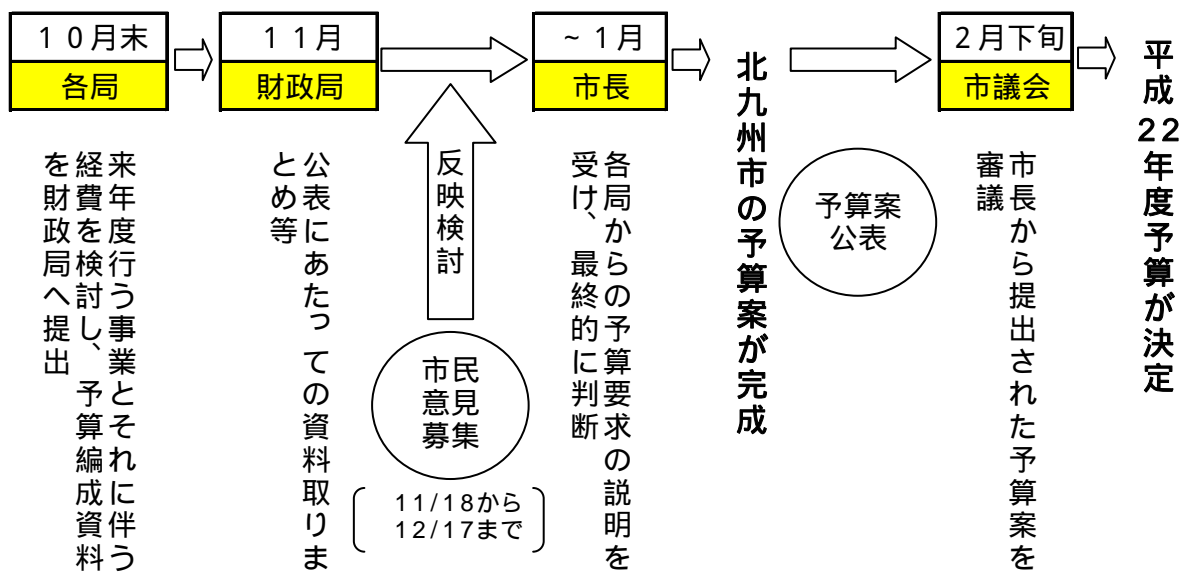 １０月末
各局
来年度行う事業とそれに伴う
経費を検討し、予算編成資料
を財政局へ提出
１１月
財政局
公表にあたっての資料取りま
とめ等
反映検討
市民
意見
募集
11/18から
12/17まで
~１月
市長
各局からの予算要求の説明を
受け、最終的に判断
北九州市の予算案が完成
予算案
公表
２月下旬
市議会
市長から提出された予算案を
審議
平成22年度予算が決定